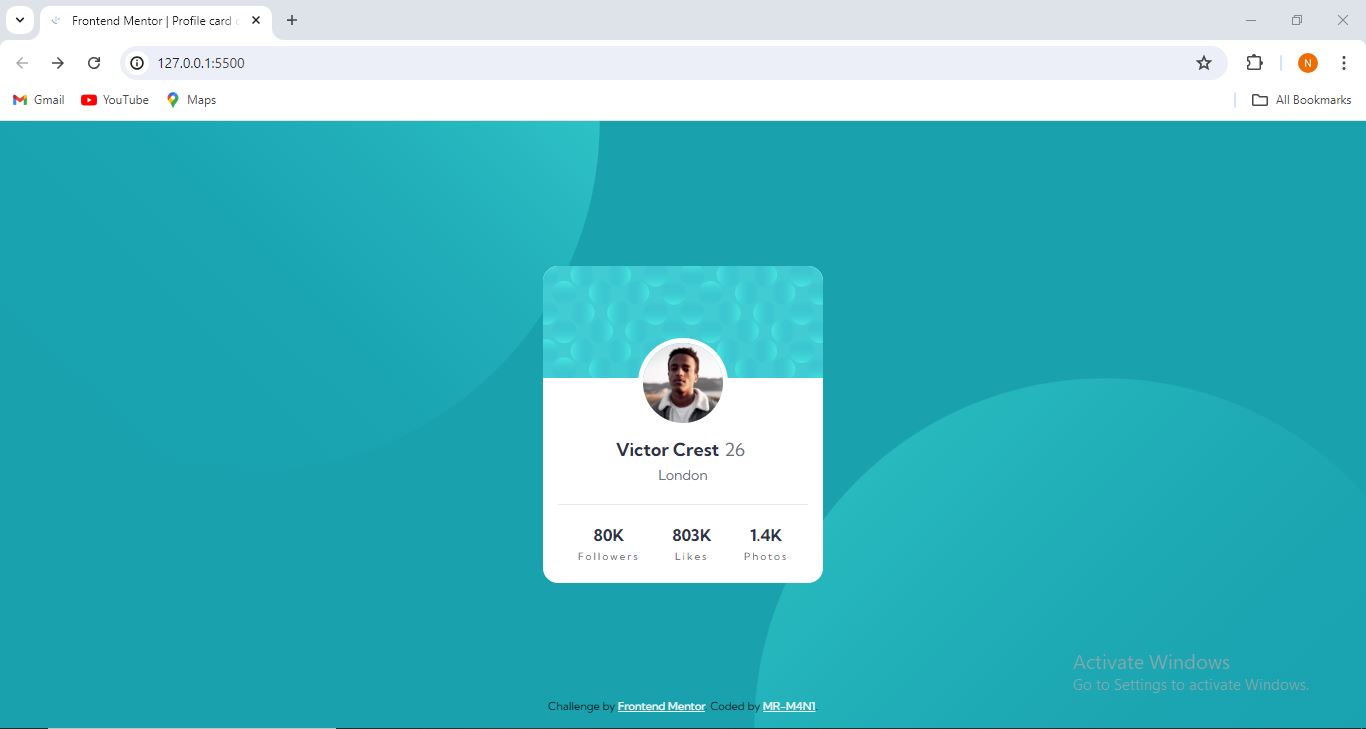 Frontend Mentor | Profile card c
127.0.0.1:5500
N
Gmail YouTube Maps All Bookmarks
Victor Crest 26
London
80K 803K 1.4K
Followers Likes Photos
Activate Windows
Go to Settings to activate Windows.
Challenge by Frontend Mentor. Coded by MR-M4N1.